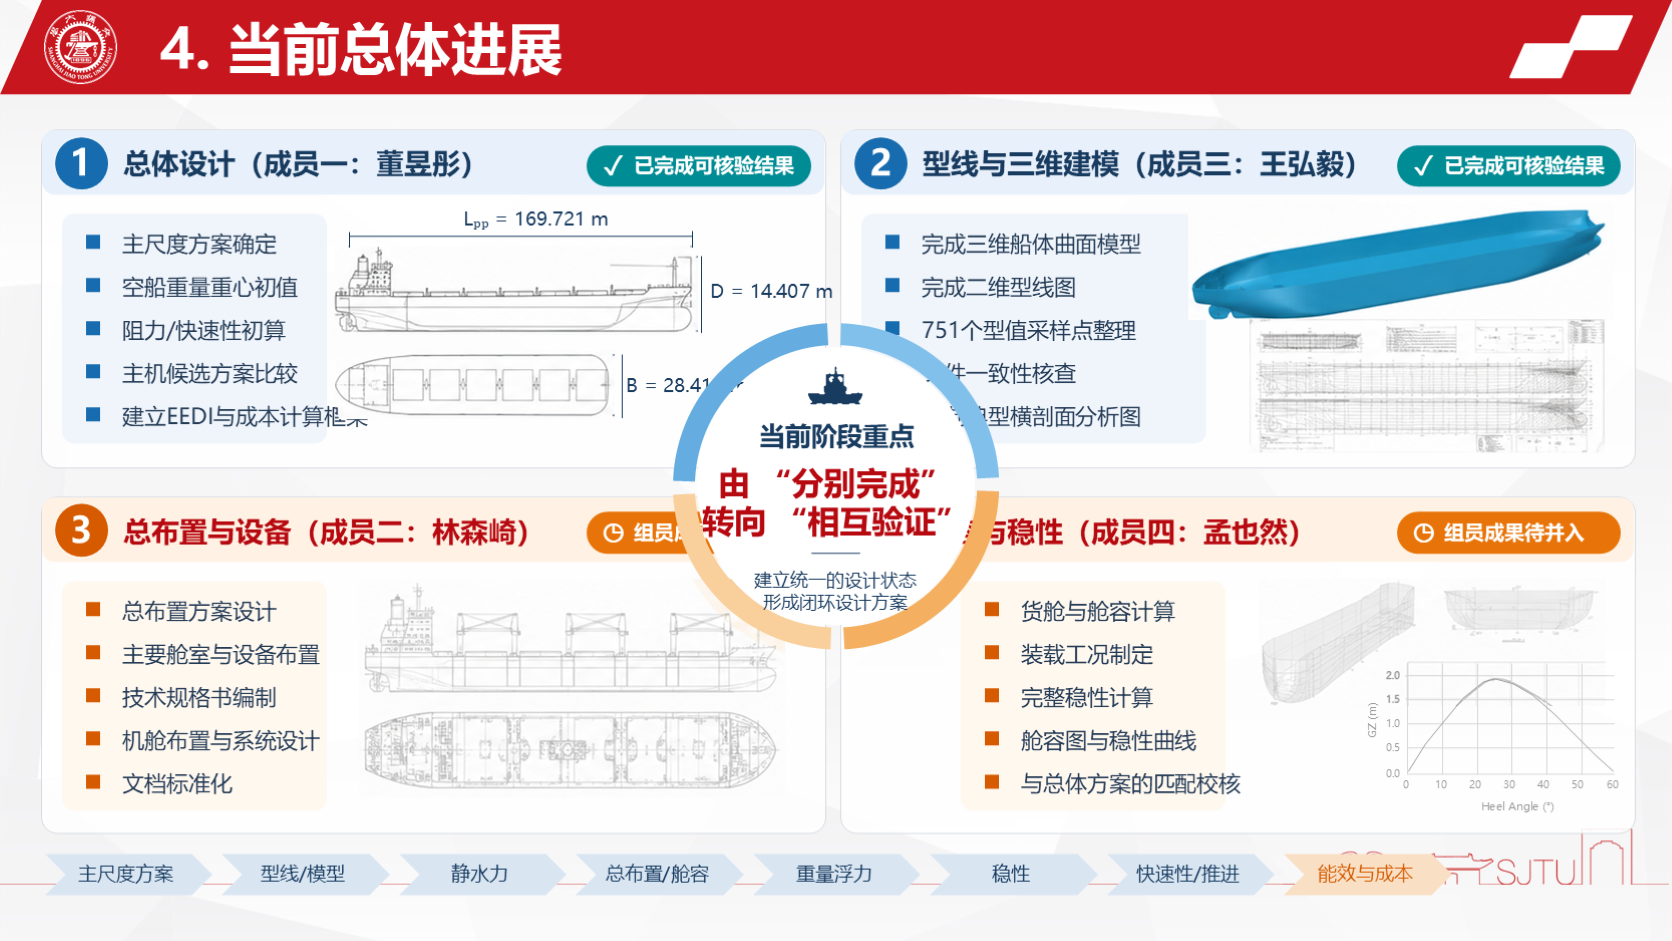 4. 当前总体进展
1 总体设计（成员一：董昱彤）
✓ 已完成可核验结果
主尺度方案确定
空船重量重心初值
阻力/快速性初算
主机候选方案比较
建立EEDI与成本计算框架
Lpp = 169.721 m
D = 14.407 m
B = 28.41
2 型线与三维建模（成员三：王弘毅）
✓ 已完成可核验结果
完成三维船体曲面模型
完成二维型线图
751个型值采样点整理
件一致性核查
典型横剖面分析图
当前阶段重点
由 “分别完成”
转向 “相互验证”
建立统一的设计状态
形成闭环设计方案
3 总布置与设备（成员二：林森崎）
组员
总布置方案设计
主要舱室与设备布置
技术规格书编制
机舱布置与系统设计
文档标准化
与稳性（成员四：孟也然）
组员成果待并入
货舱与舱容计算
装载工况制定
完整稳性计算
舱容图与稳性曲线
与总体方案的匹配校核
GZ (m)
2.0
1.5
1.0
0.5
0.0
0 10 20 30 40 50 60
Heel Angle (°)
主尺度方案 型线/模型 静水力 总布置/舱容 重量浮力 稳性 快速性/推进 能效与成本
SJTU